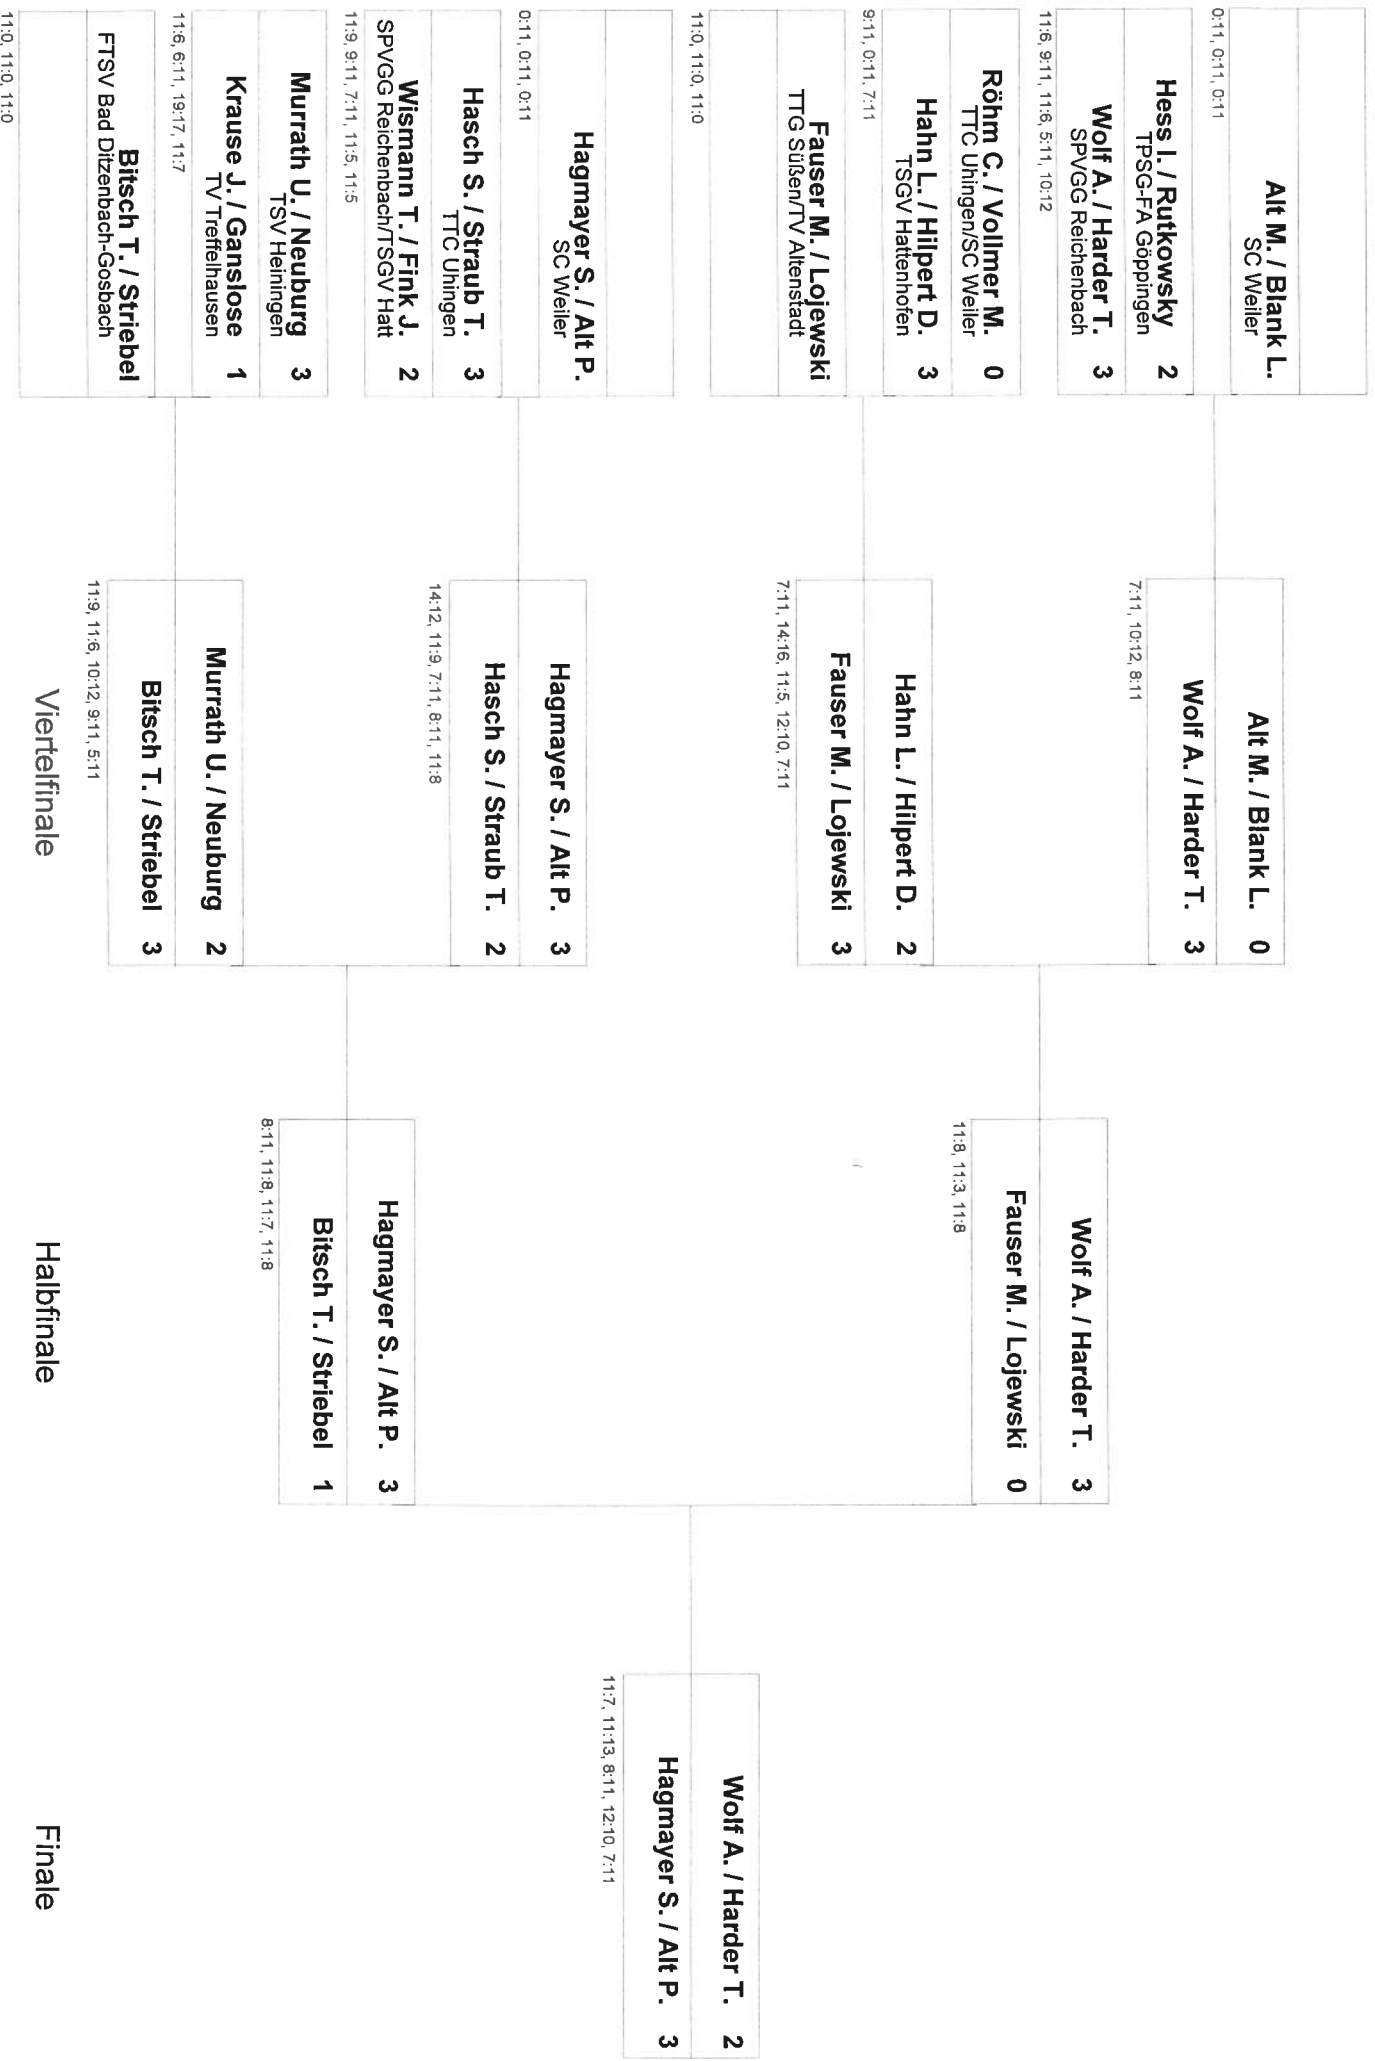 Alt M. / Blank L.
SC Weiler
0:11, 0:11, 0:11
Hess I. / Rutkowsky 2
TPSG-FA Göppingen
Wolf A. / Harder T. 3
SPVGG Reichenbach
11:6, 9:11, 11:6, 5:11, 10:12
Röhm C. / Vollmer M. 0
TTC Uhingen/SC Weiler
Hahn L. / Hilpert D. 3
TSGV Hattenhofen
9:11, 0:11, 7:11
Fauser M. / Lojewski
TTG Süßen/TV Altenstadt
11:0, 11:0, 11:0
Hagmayer S. / Alt P.
SC Weiler
0:11, 0:11, 0:11
Hasch S. / Straub T. 3
TTC Uhingen
Wismann T. / Fink J. 2
SPVGG Reichenbach/TSGV Hatt
11:9, 9:11, 7:11, 11:5, 11:5
Murrath U. / Neuburg 3
TSV Heiningen
Krause J. / Ganslose 1
TV Treffelhausen
11:6, 6:11, 19:17, 11:7
Bitsch T. / Striebel
FTSV Bad Ditzenbach-Gosbach
11:0, 11:0, 11:0
Alt M. / Blank L. 0
Wolf A. / Harder T. 3
7:11, 10:12, 8:11
Hahn L. / Hilpert D. 2
Fauser M. / Lojewski 3
7:11, 14:16, 11:5, 12:10, 7:11
Hagmayer S. / Alt P. 3
Hasch S. / Straub T. 2
14:12, 11:9, 7:11, 8:11, 11:8
Murrath U. / Neuburg 2
Bitsch T. / Striebel 3
11:9, 11:6, 10:12, 9:11, 5:11
Viertelfinale
Wolf A. / Harder T. 3
Fauser M. / Lojewski 0
11:8, 11:3, 11:8
Hagmayer S. / Alt P. 3
Bitsch T. / Striebel 1
8:11, 11:8, 11:7, 11:8
Halbfinale
Wolf A. / Harder T. 2
Hagmayer S. / Alt P. 3
11:7, 11:13, 8:11, 12:10, 7:11
Finale